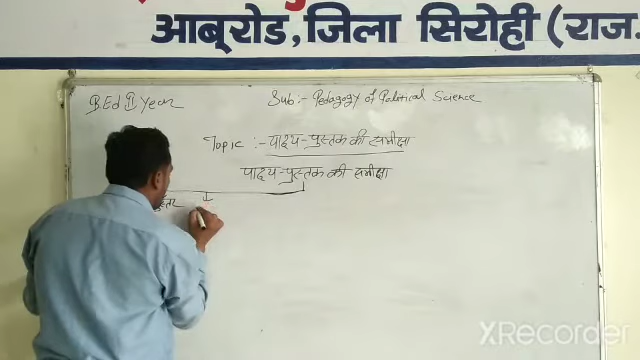 आबूरोड, जिला सिरोही (राज.
B.Ed II Year
Sub:- Pedagogy of Political Science
Topic :- पाठ्य-पुस्तक की समीक्षा
पाठ्य-पुस्तक की समीक्षा
XRecorder